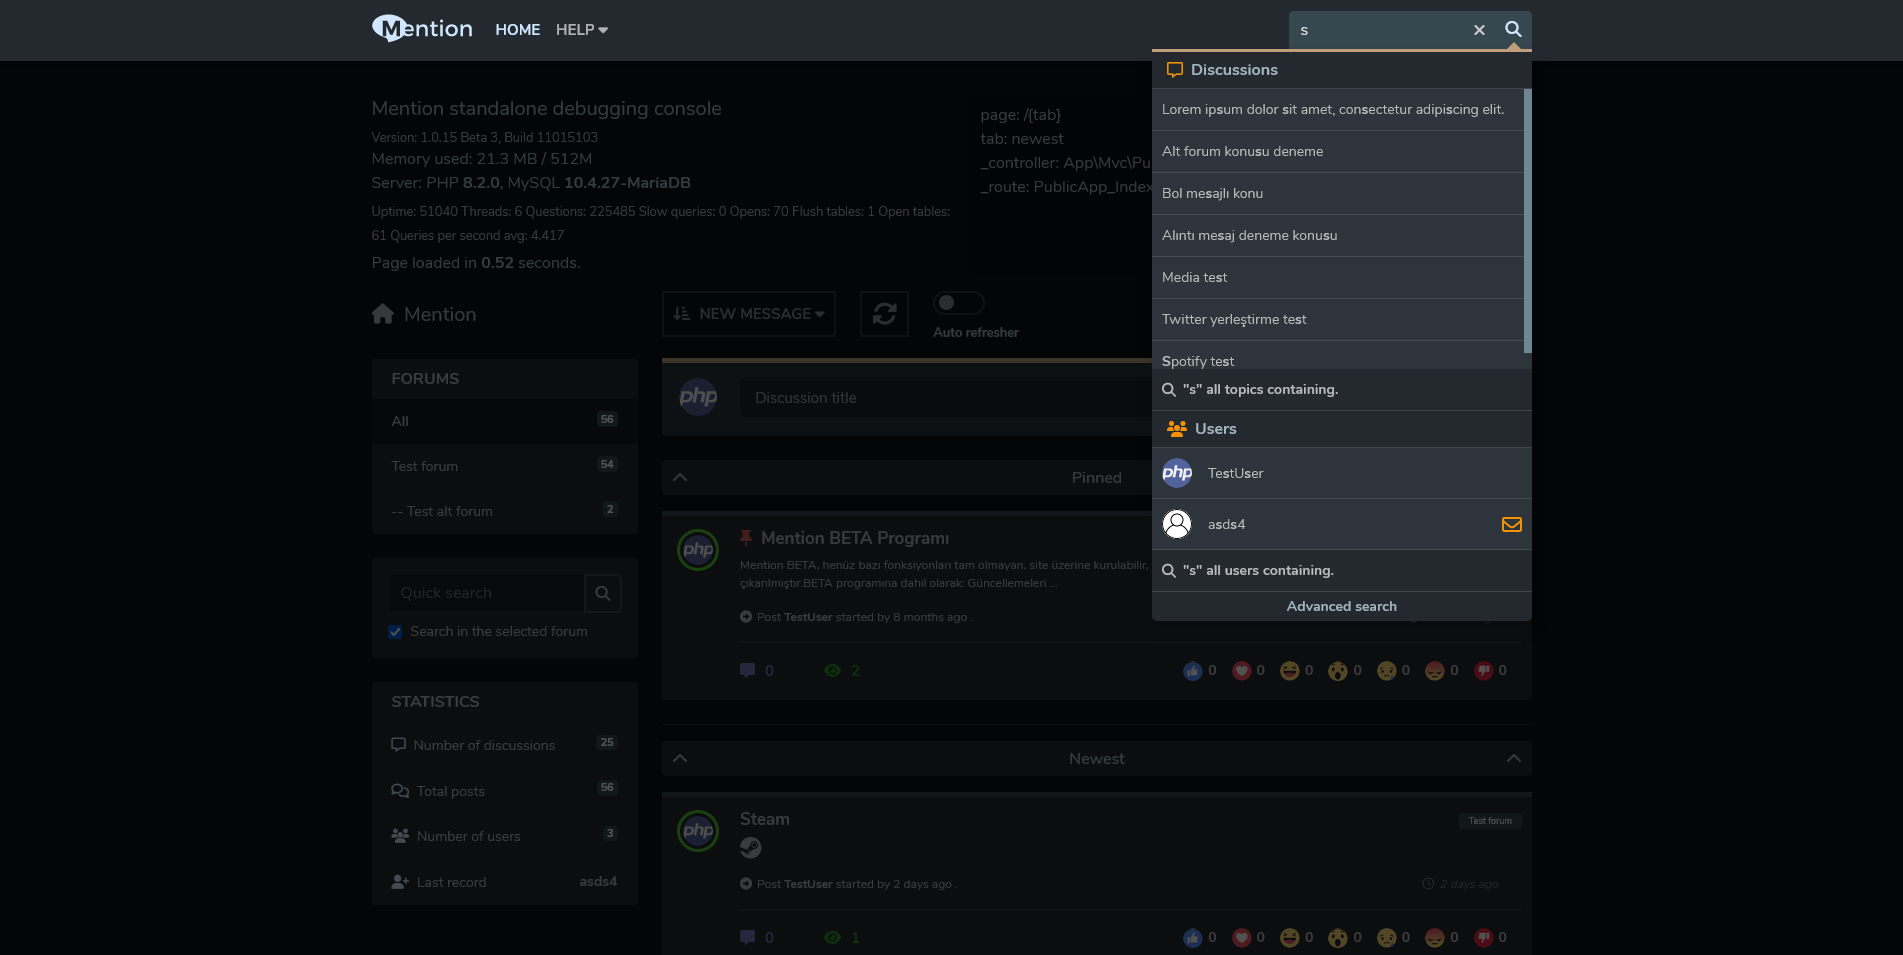 Mention
HOME
HELP
s
Discussions
Lorem ipsum dolor sit amet, consectetur adipiscing elit.
Alt forum konusu deneme
Bol mesajlı konu
Alıntı mesaj deneme konusu
Media test
Twitter yerleştirme test
Spotify test
"s" all topics containing.
Users
php
TestUser
asds4
"s" all users containing.
Advanced search
Mention standalone debugging console
Version: 1.0.15 Beta 3, Build 11015103
Memory used: 21.3 MB / 512M
Server: PHP 8.2.0, MySQL 10.4.27-MariaDB
Uptime: 51040 Threads: 6 Questions: 225485 Slow queries: 0 Opens: 70 Flush tables: 1 Open tables:
61 Queries per second avg: 4.417
Page loaded in 0.52 seconds.
page: /{tab}
tab: newest
_controller: App\Mvc\Pu
_route: PublicApp_Index
Mention
NEW MESSAGE
Auto refresher
FORUMS
All 56
Test forum 54
-- Test alt forum 2
Quick search
Search in the selected forum
STATISTICS
Number of discussions 25
Total posts 56
Number of users 3
Last record asds4
php
Discussion title
Pinned
php
Mention BETA Programı
Mention BETA, henüz bazı fonksiyonları tam olmayan, site üzerine kurulabilir,
çıkarılmıştır.BETA programına dahil olarak: Güncellemeleri ...
Post TestUser started by 8 months ago .
0 2 0 0 0 0 0 0 0
Newest
php
Steam
Test forum
Post TestUser started by 2 days ago .
2 days ago
0 1 0 0 0 0 0 0 0